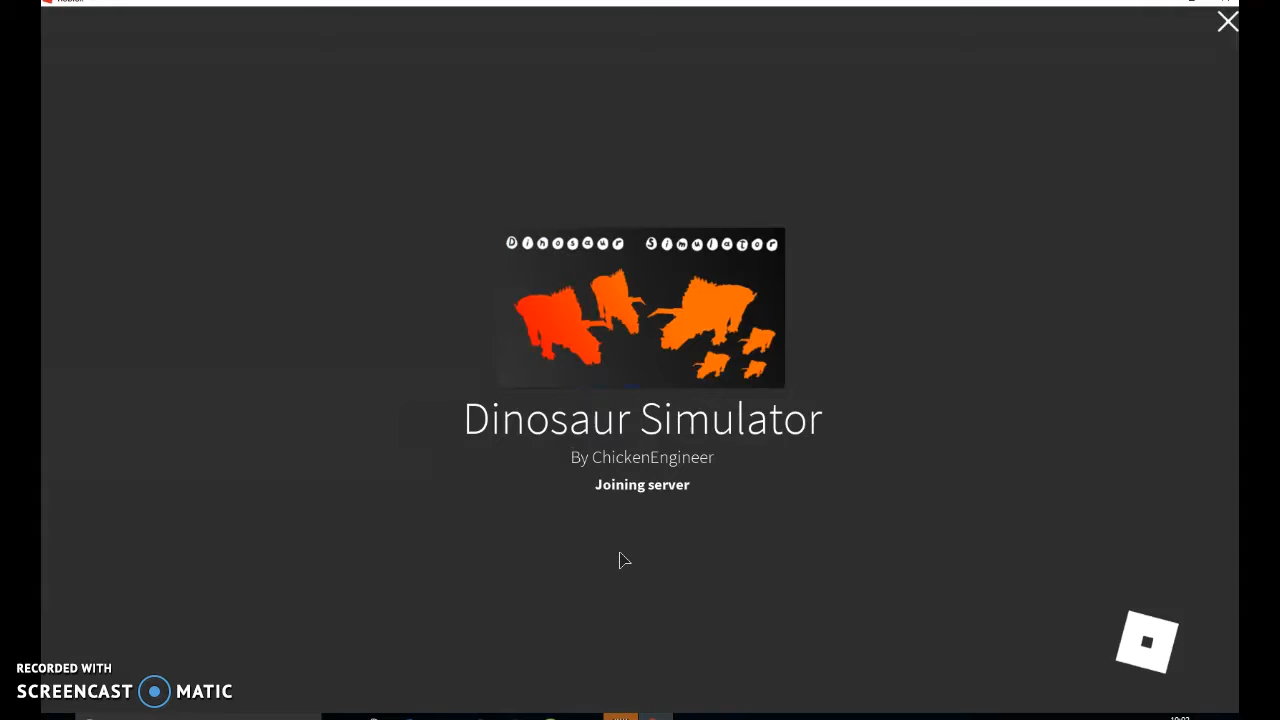 Dinosaur Simulator
Dinosaur Simulator
By ChickenEngineer
Joining server
RECORDED WITH
SCREENCAST MATIC